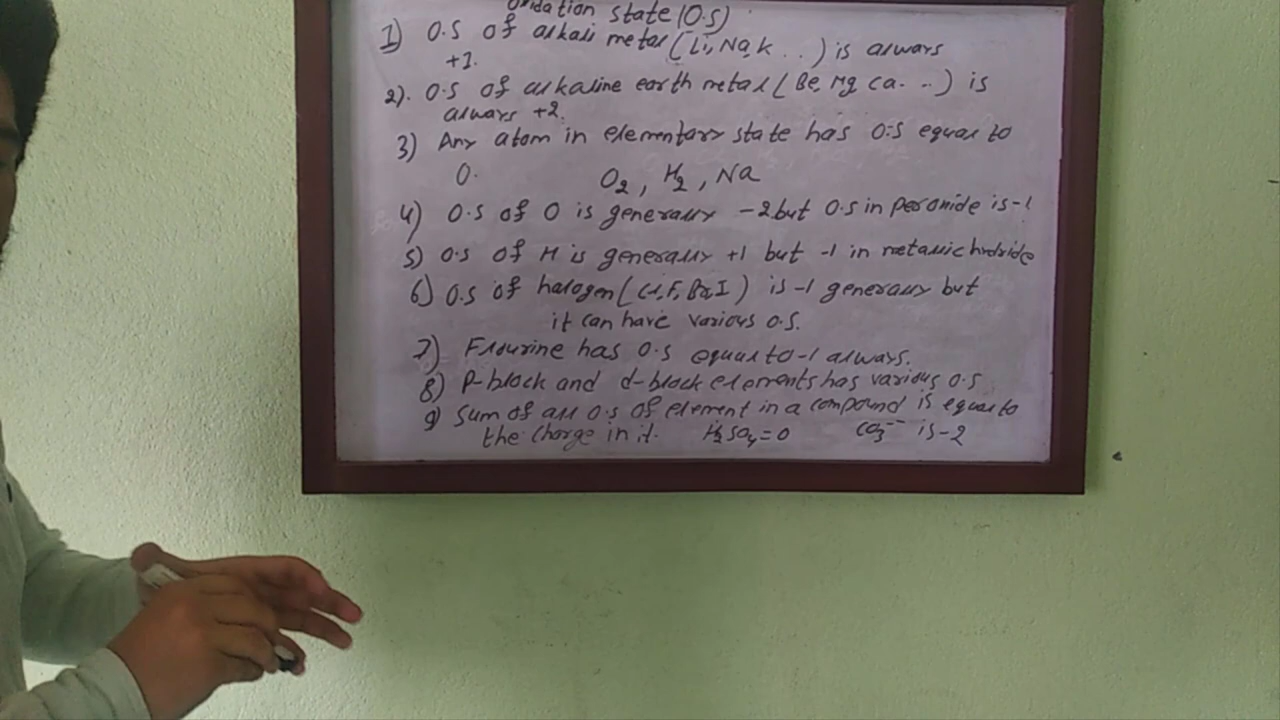 Oxidation state (O.S)
1) O.S of alkali metal (Li, Na, K . .) is always
+1.
2). O.S of alkaline earth metal (Be, Mg Ca. . .) is
always +2.
3) Any atom in elementary state has O.S equal to
0. O2, H2, Na
4) O.S of O is generally -2 but O.S in peroxide is -1
5) O.S of H is generally +1 but -1 in metallic hydride
6) O.S of halogen (Cl, F, Br, I) is -1 generally but
it can have various O.S.
7) Flourine has O.S equal to -1 always.
8) P-block and d-block elements has various O.S
9) Sum of all O.S of element in a compound is equal to
the charge in it. H2SO4 = 0 CO3-- is -2